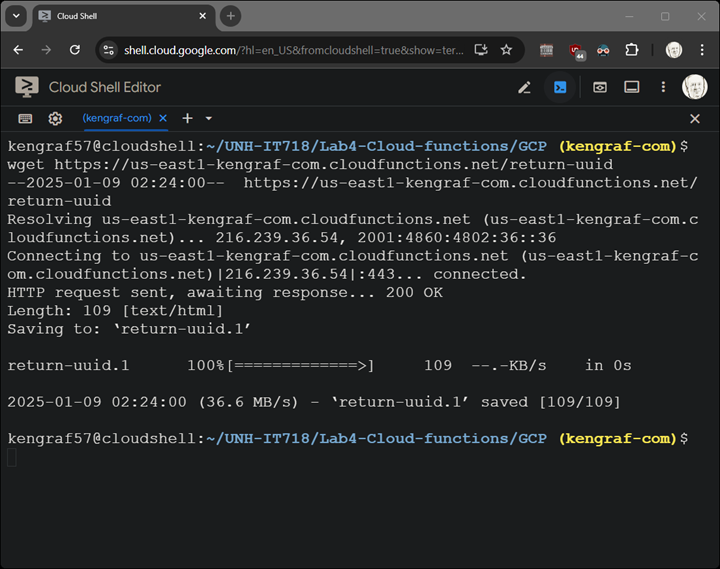 Cloud Shell
shell.cloud.google.com/?hl=en_US&fromcloudshell=true&show=ter...
44
Cloud Shell Editor
(kengraf-com)
kengraf57@cloudshell:~/UNH-IT718/Lab4-Cloud-functions/GCP (kengraf-com)$
wget https://us-east1-kengraf-com.cloudfunctions.net/return-uuid
--2025-01-09 02:24:00--  https://us-east1-kengraf-com.cloudfunctions.net/
return-uuid
Resolving us-east1-kengraf-com.cloudfunctions.net (us-east1-kengraf-com.c
loudfunctions.net)... 216.239.36.54, 2001:4860:4802:36::36
Connecting to us-east1-kengraf-com.cloudfunctions.net (us-east1-kengraf-c
om.cloudfunctions.net)|216.239.36.54|:443... connected.
HTTP request sent, awaiting response... 200 OK
Length: 109 [text/html]
Saving to: ‘return-uuid.1’
return-uuid.1      100%[=============>]     109  --.-KB/s    in 0s
2025-01-09 02:24:00 (36.6 MB/s) - ‘return-uuid.1’ saved [109/109]
kengraf57@cloudshell:~/UNH-IT718/Lab4-Cloud-functions/GCP (kengraf-com)$